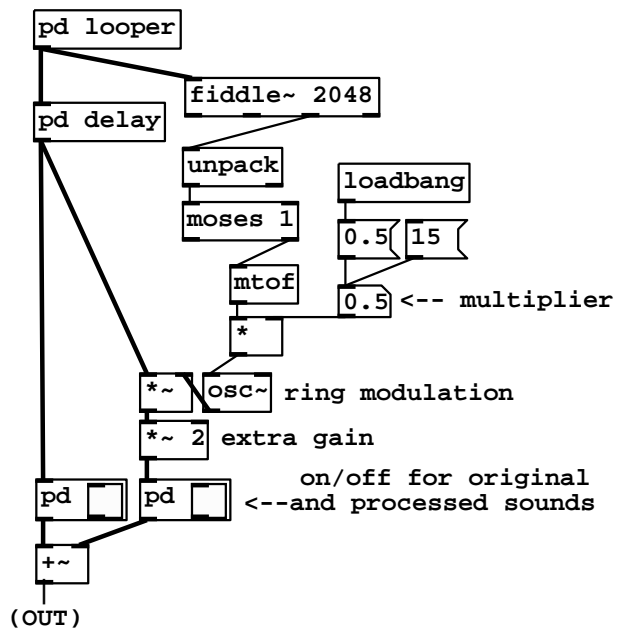 pd looper
fiddle~ 2048
pd delay
unpack
loadbang
moses 1
0.5
15
mtof
0.5
<-- multiplier
*
*~
osc~
ring modulation
*~ 2
extra gain
on/off for original
pd
pd
<--and processed sounds
+~
(OUT)